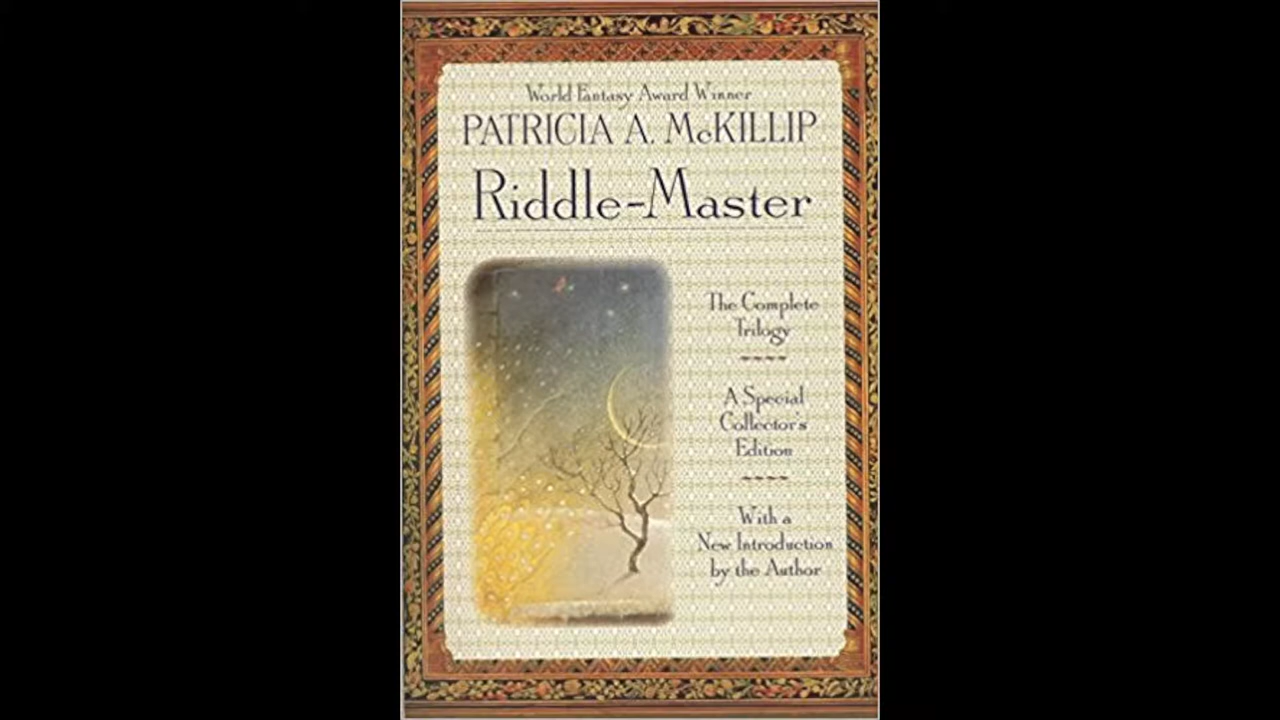 World Fantasy Award Winner
PATRICIA A. McKILLIP
Riddle-Master
The Complete
Trilogy
A Special
Collector's
Edition
With a
New Introduction
by the Author